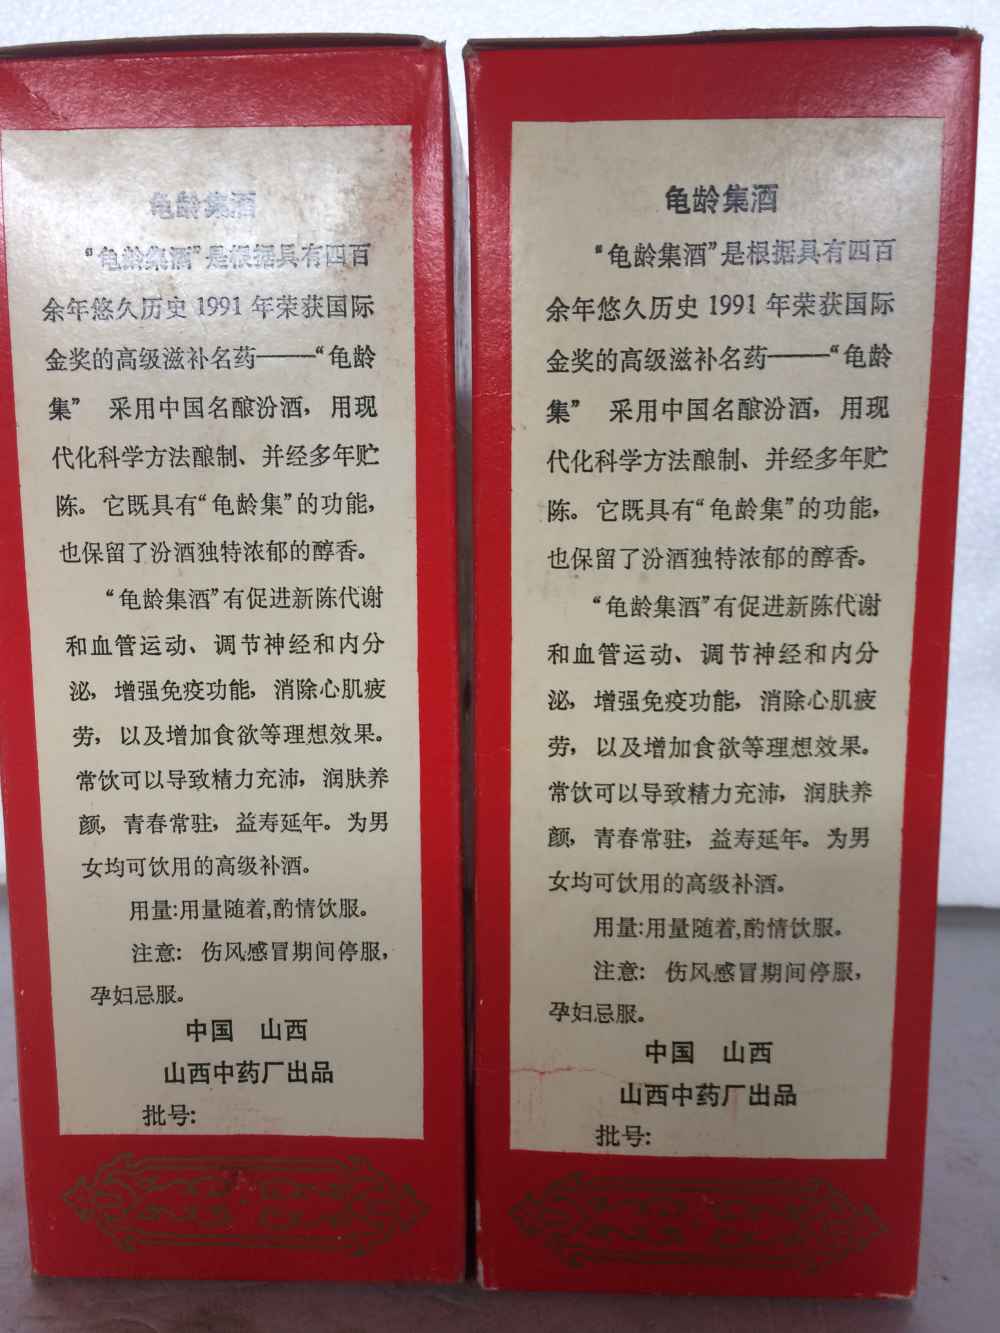 龟龄集酒
“龟龄集酒”是根据具有四百
余年悠久历史1991年荣获国际
金奖的高级滋补名药——“龟龄
集” 采用中国名酿汾酒，用现
代化科学方法酿制、并经多年贮
陈。它既具有“龟龄集”的功能，
也保留了汾酒独特浓郁的醇香。
“龟龄集酒”有促进新陈代谢
和血管运动、调节神经和内分
泌，增强免疫功能，消除心肌疲
劳，以及增加食欲等理想效果。
常饮可以导致精力充沛，润肤养
颜，青春常驻，益寿延年。为男
女均可饮用的高级补酒。
用量:用量随着,酌情饮服。
注意: 伤风感冒期间停服，
孕妇忌服。
中国 山西
山西中药厂出品
批号:
龟龄集酒
“龟龄集酒”是根据具有四百
余年悠久历史1991年荣获国际
金奖的高级滋补名药——“龟龄
集” 采用中国名酿汾酒，用现
代化科学方法酿制、并经多年贮
陈。它既具有“龟龄集”的功能，
也保留了汾酒独特浓郁的醇香。
“龟龄集酒”有促进新陈代谢
和血管运动、调节神经和内分
泌，增强免疫功能，消除心肌疲
劳，以及增加食欲等理想效果。
常饮可以导致精力充沛，润肤养
颜，青春常驻，益寿延年。为男
女均可饮用的高级补酒。
用量:用量随着,酌情饮服。
注意: 伤风感冒期间停服，
孕妇忌服。
中国 山西
山西中药厂出品
批号: